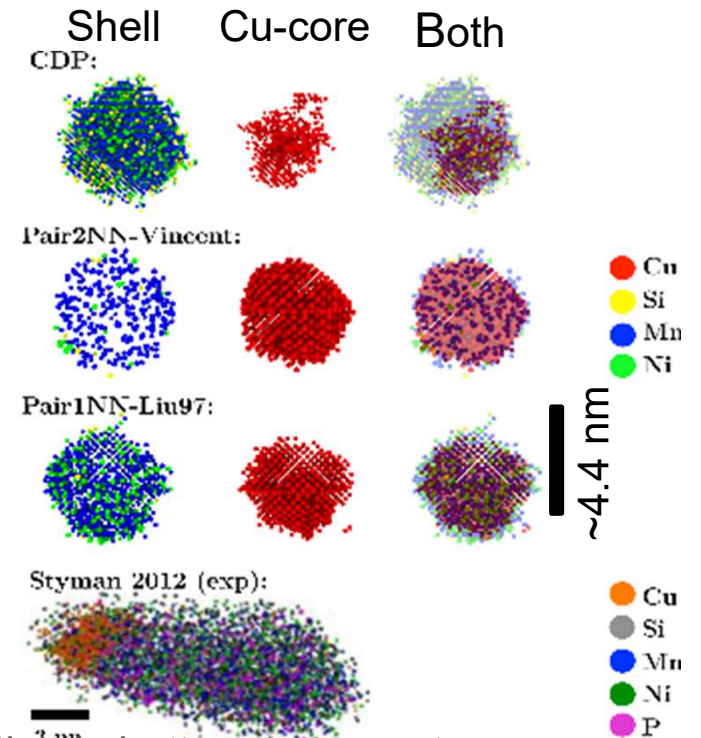 Shell Cu-core Both
CDP:
Pair2NN-Vincent:
Cu
Si
Mn
Ni
Pair1NN-Liu97:
~4.4 nm
Styman 2012 (exp):
Cu
Si
Mn
Ni
P